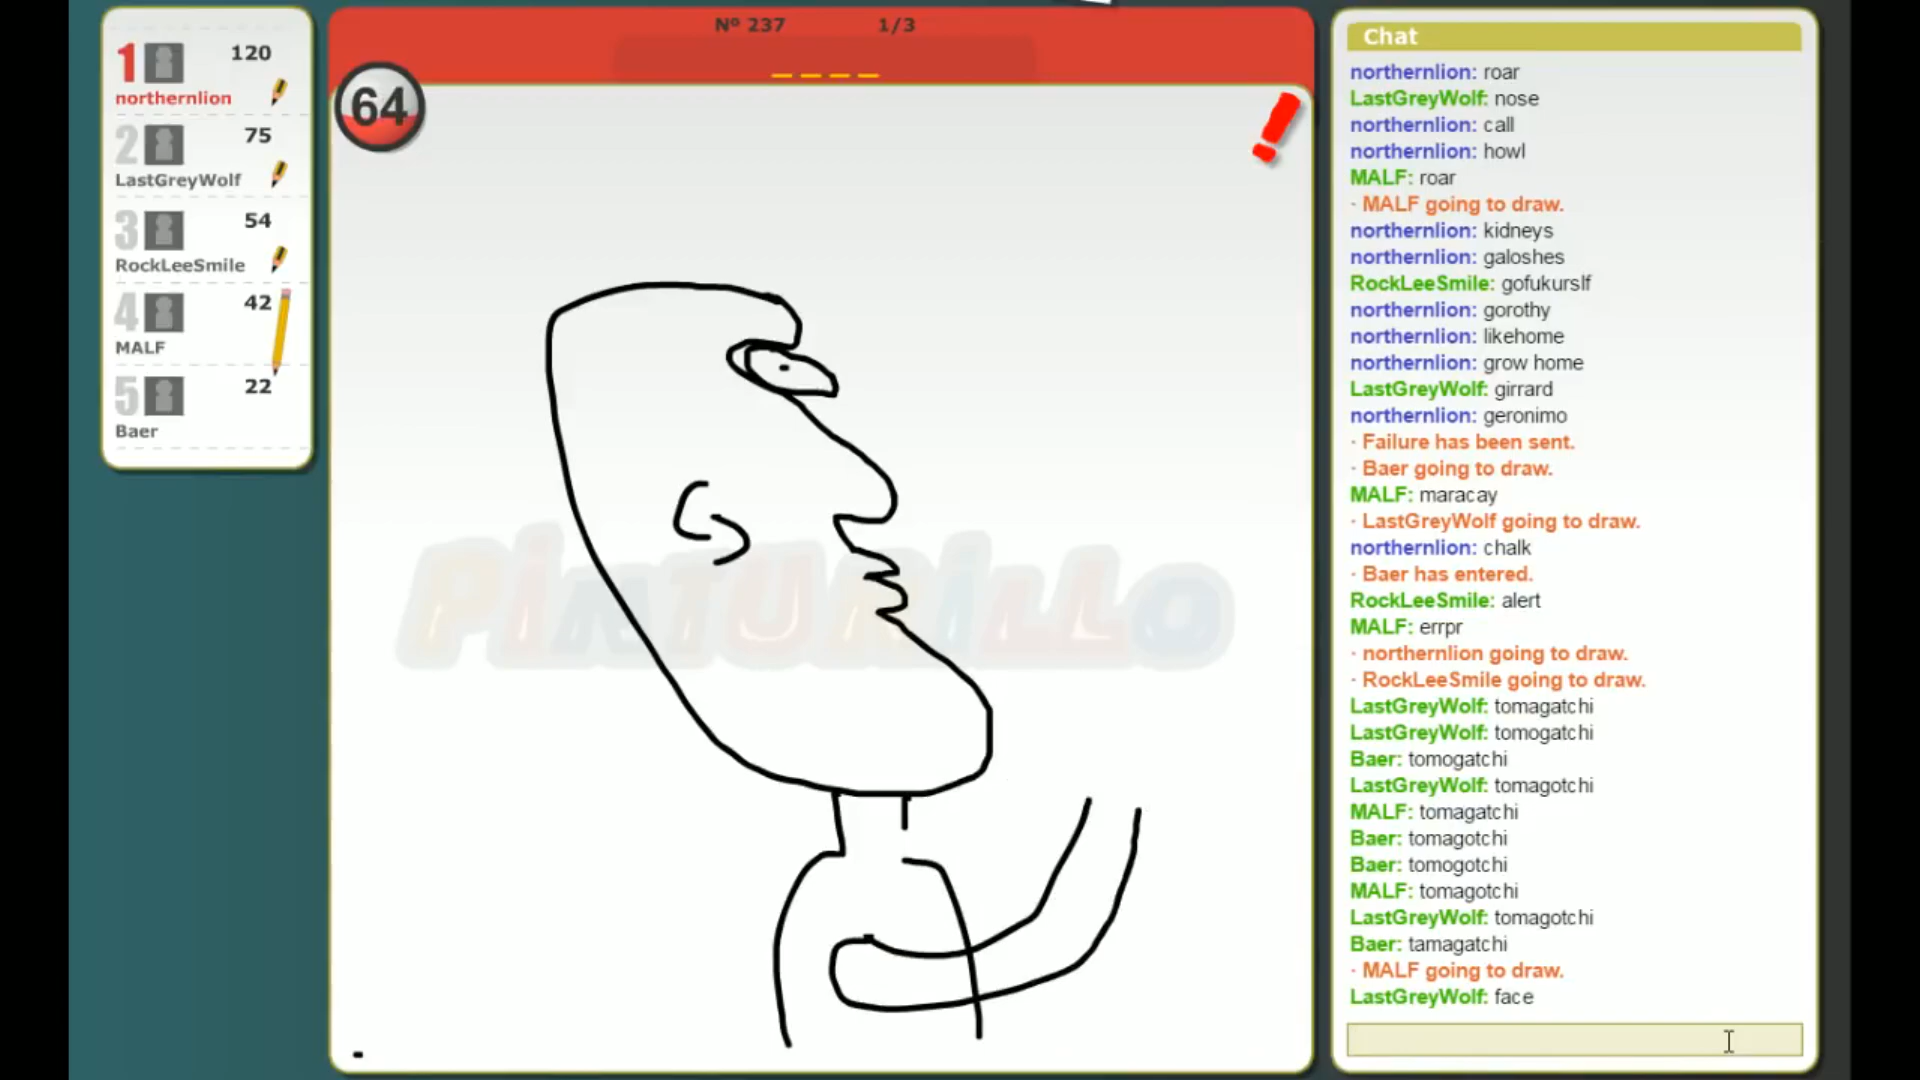 1 120
northernlion
2 75
LastGreyWolf
3 54
RockLeeSmile
4 42
MALF
5 22
Baer
Nº 237 1/3
_ _ _ _
64
!
PINTURILLO
Chat
northernlion: roar
LastGreyWolf: nose
northernlion: call
northernlion: howl
MALF: roar
· MALF going to draw.
northernlion: kidneys
northernlion: galoshes
RockLeeSmile: gofukurslf
northernlion: gorothy
northernlion: likehome
northernlion: grow home
LastGreyWolf: girrard
northernlion: geronimo
· Failure has been sent.
· Baer going to draw.
MALF: maracay
· LastGreyWolf going to draw.
northernlion: chalk
· Baer has entered.
RockLeeSmile: alert
MALF: errpr
· northernlion going to draw.
· RockLeeSmile going to draw.
LastGreyWolf: tomagatchi
LastGreyWolf: tomogatchi
Baer: tomogatchi
LastGreyWolf: tomagotchi
MALF: tomagatchi
Baer: tomagotchi
Baer: tomogotchi
MALF: tomagotchi
LastGreyWolf: tomagotchi
Baer: tamagatchi
· MALF going to draw.
LastGreyWolf: face